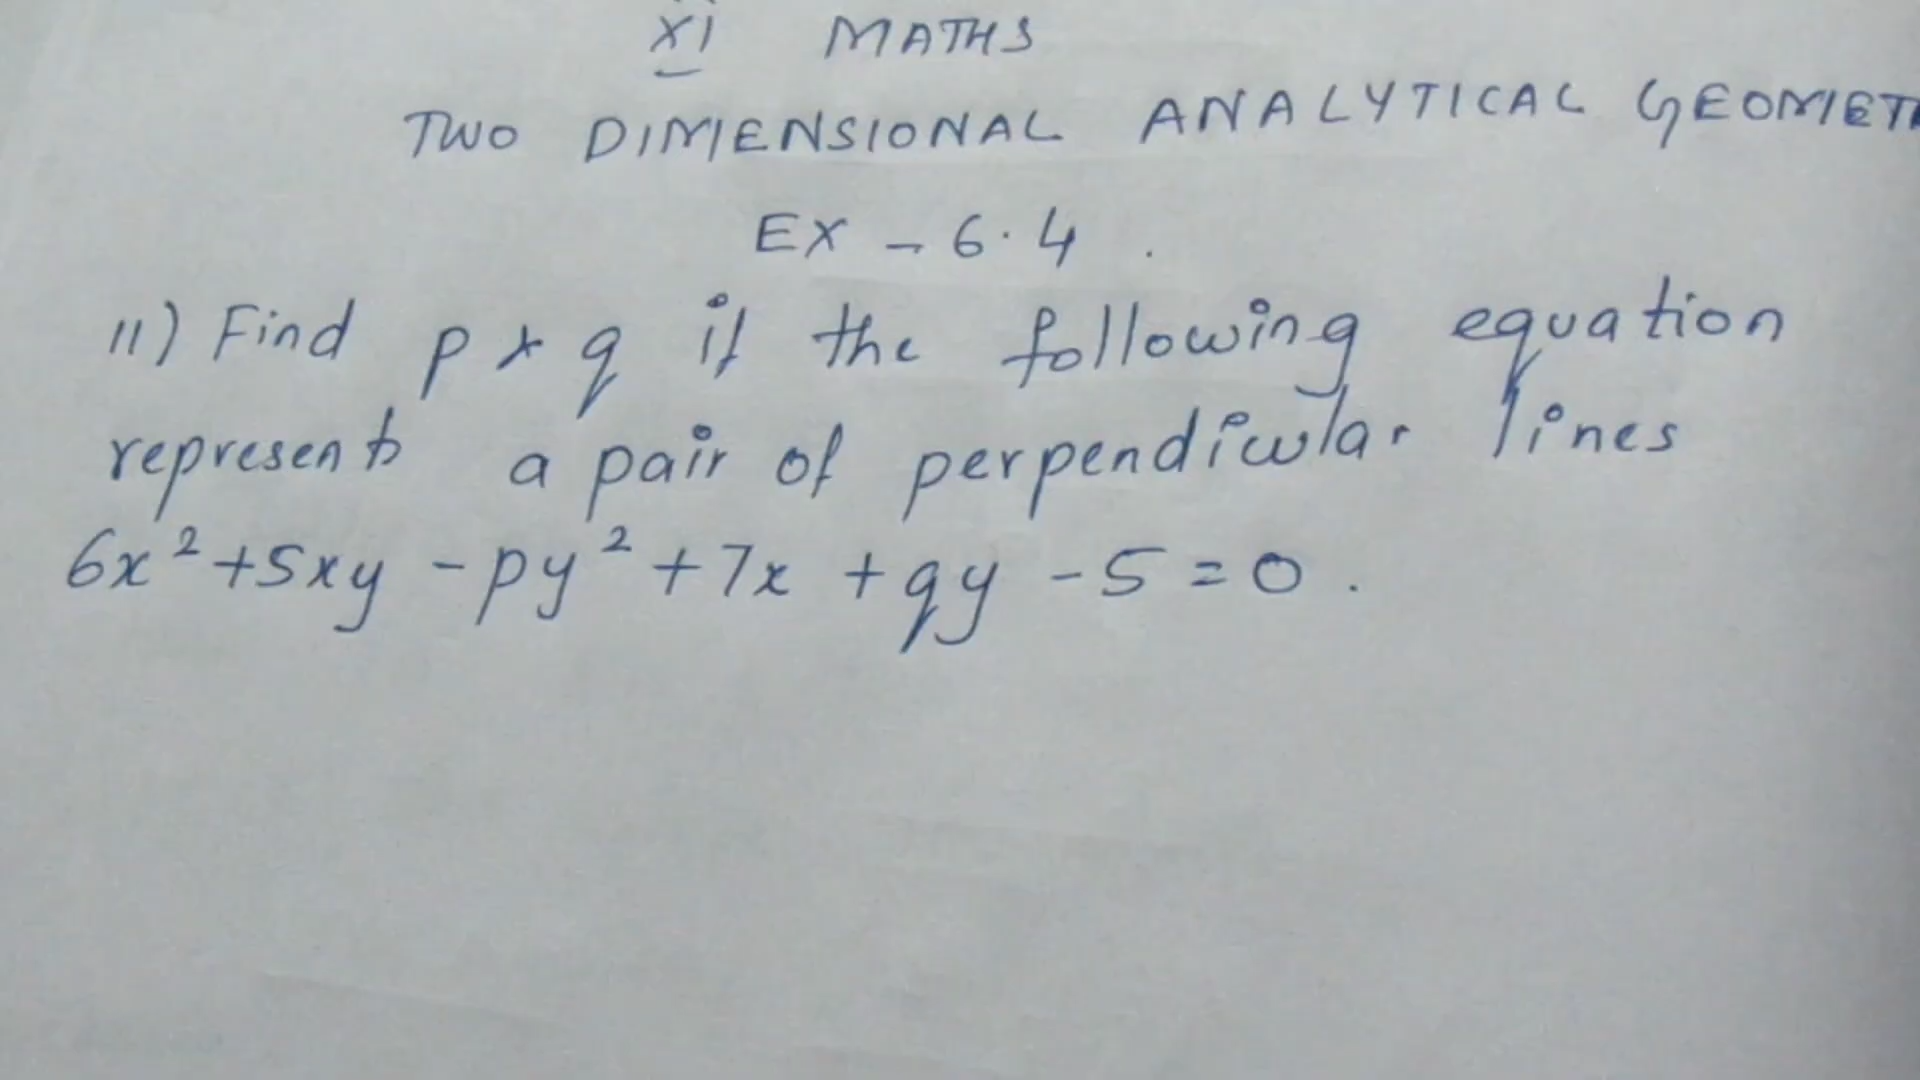 XI MATHS
TWO DIMENSIONAL ANALYTICAL GEOMET
EX - 6.4 .
11) Find p & q if the following equation
represents a pair of perpendicular lines
6x² + 5xy - py² + 7x + qy - 5 = 0 .